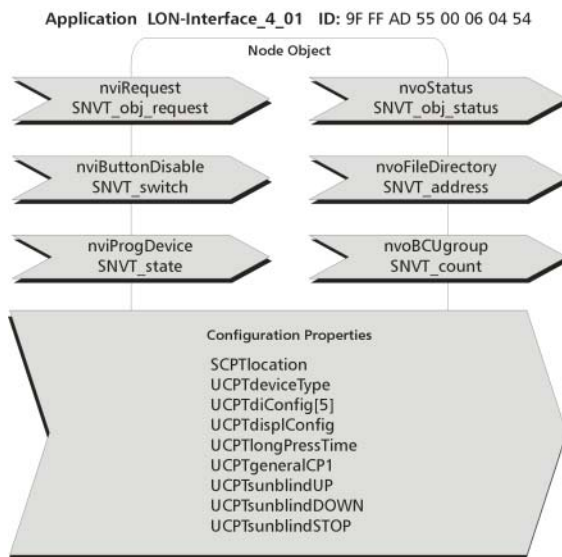 Application LON-Interface_4_01 ID: 9F FF AD 55 00 06 04 54
Node Object
nviRequest
SNVT_obj_request
nvoStatus
SNVT_obj_status
nviButtonDisable
SNVT_switch
nvoFileDirectory
SNVT_address
nviProgDevice
SNVT_state
nvoBCUgroup
SNVT_count
Configuration Properties
SCPTlocation
UCPTdeviceType
UCPTdiConfig[5]
UCPTdisplConfig
UCPTlongPressTime
UCPTgeneralCP1
UCPTsunblindUP
UCPTsunblindDOWN
UCPTsunblindSTOP